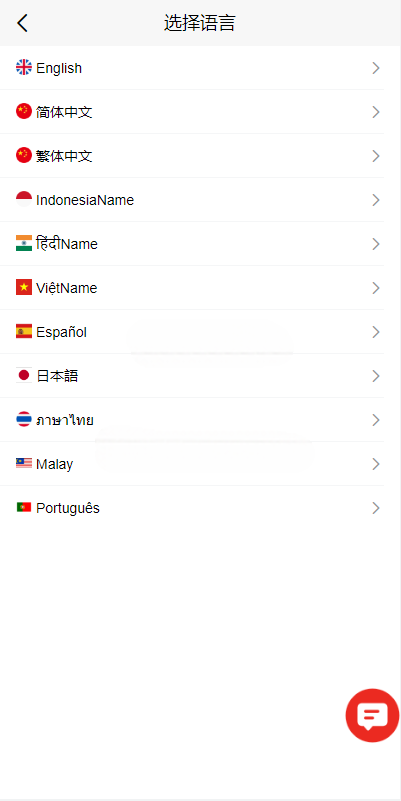 选择语言
English
简体中文
繁体中文
IndonesiaName
हिंदीName
ViệtName
Español
日本語
ภาษาไทย
Malay
Português